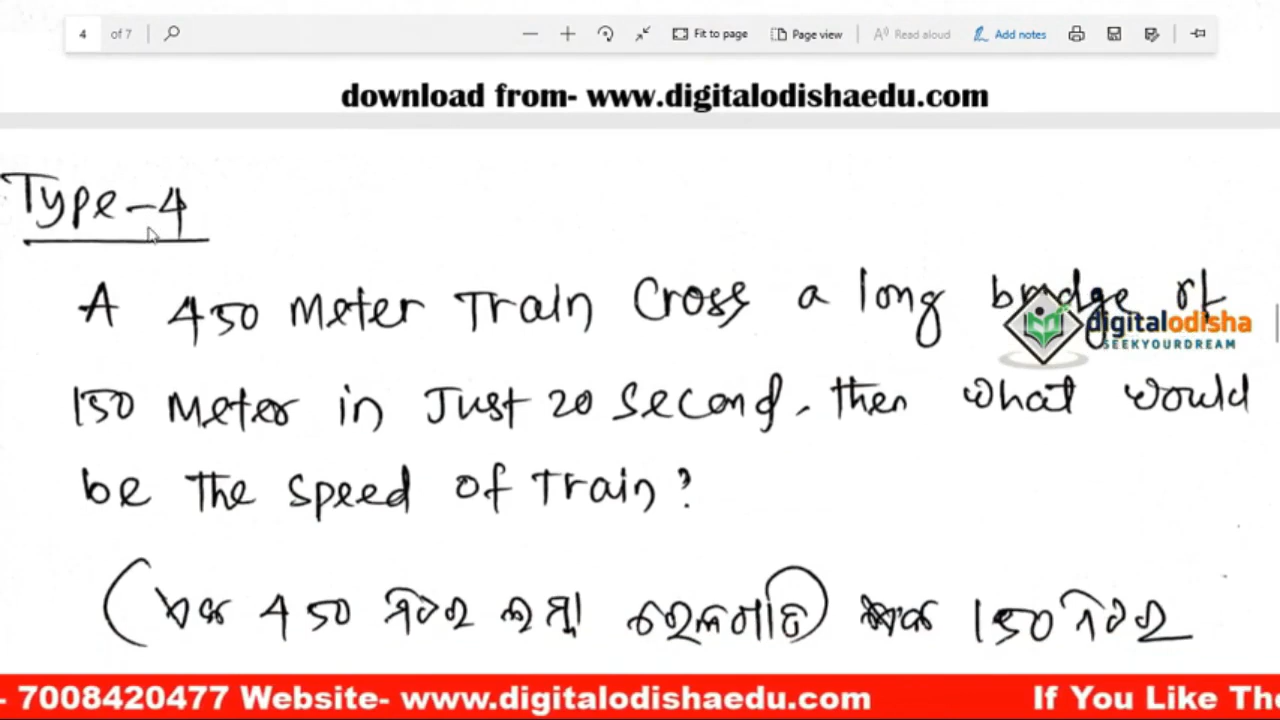 4 of 7 Fit to page Page view Read aloud Add notes
download from- www.digitalodishaedu.com
Type-4
A 450 Meter Train Cross a long bridge of
digitalodisha
SEEKYOURDREAM
150 Meter in Just 20 Second, then what would
be the speed of Train?
(ଏକ 450 ମିଟର ଲମ୍ବା ରେଳଗାଡି ଏକ 150 ମିଟର
- 7008420477 Website- www.digitalodishaedu.com If You Like The